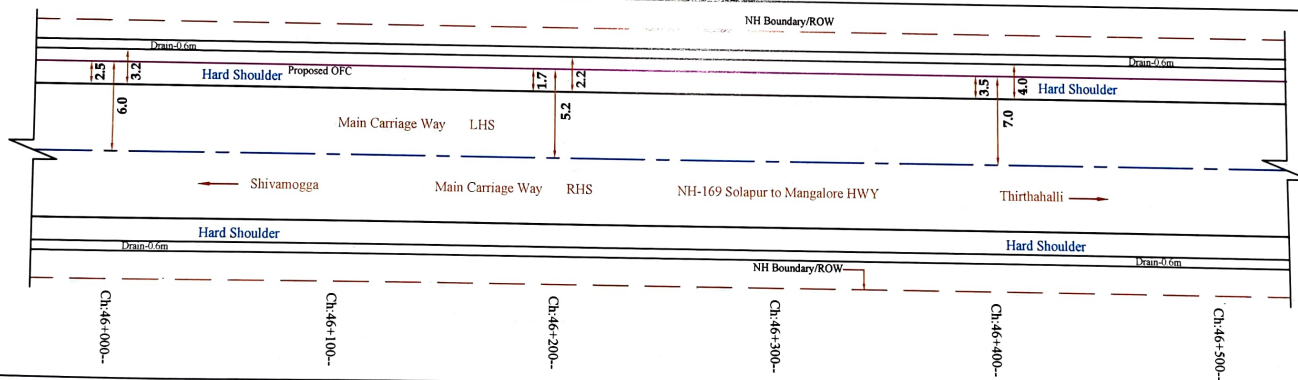 NH Boundary/ROW
Drain-0.6m
Drain-0.6m
2.5
3.2
Hard Shoulder
Proposed OFC
1.7
2.2
3.5
4.0
Hard Shoulder
6.0
5.2
7.0
Main Carriage Way LHS
Shivamogga
Main Carriage Way RHS
NH-169 Solapur to Mangalore HWY
Thirthahalli
Hard Shoulder
Hard Shoulder
Drain-0.6m
Drain-0.6m
NH Boundary/ROW
Ch:46+000--
Ch:46+100--
Ch:46+200--
Ch:46+300--
Ch:46+400--
Ch:46+500--